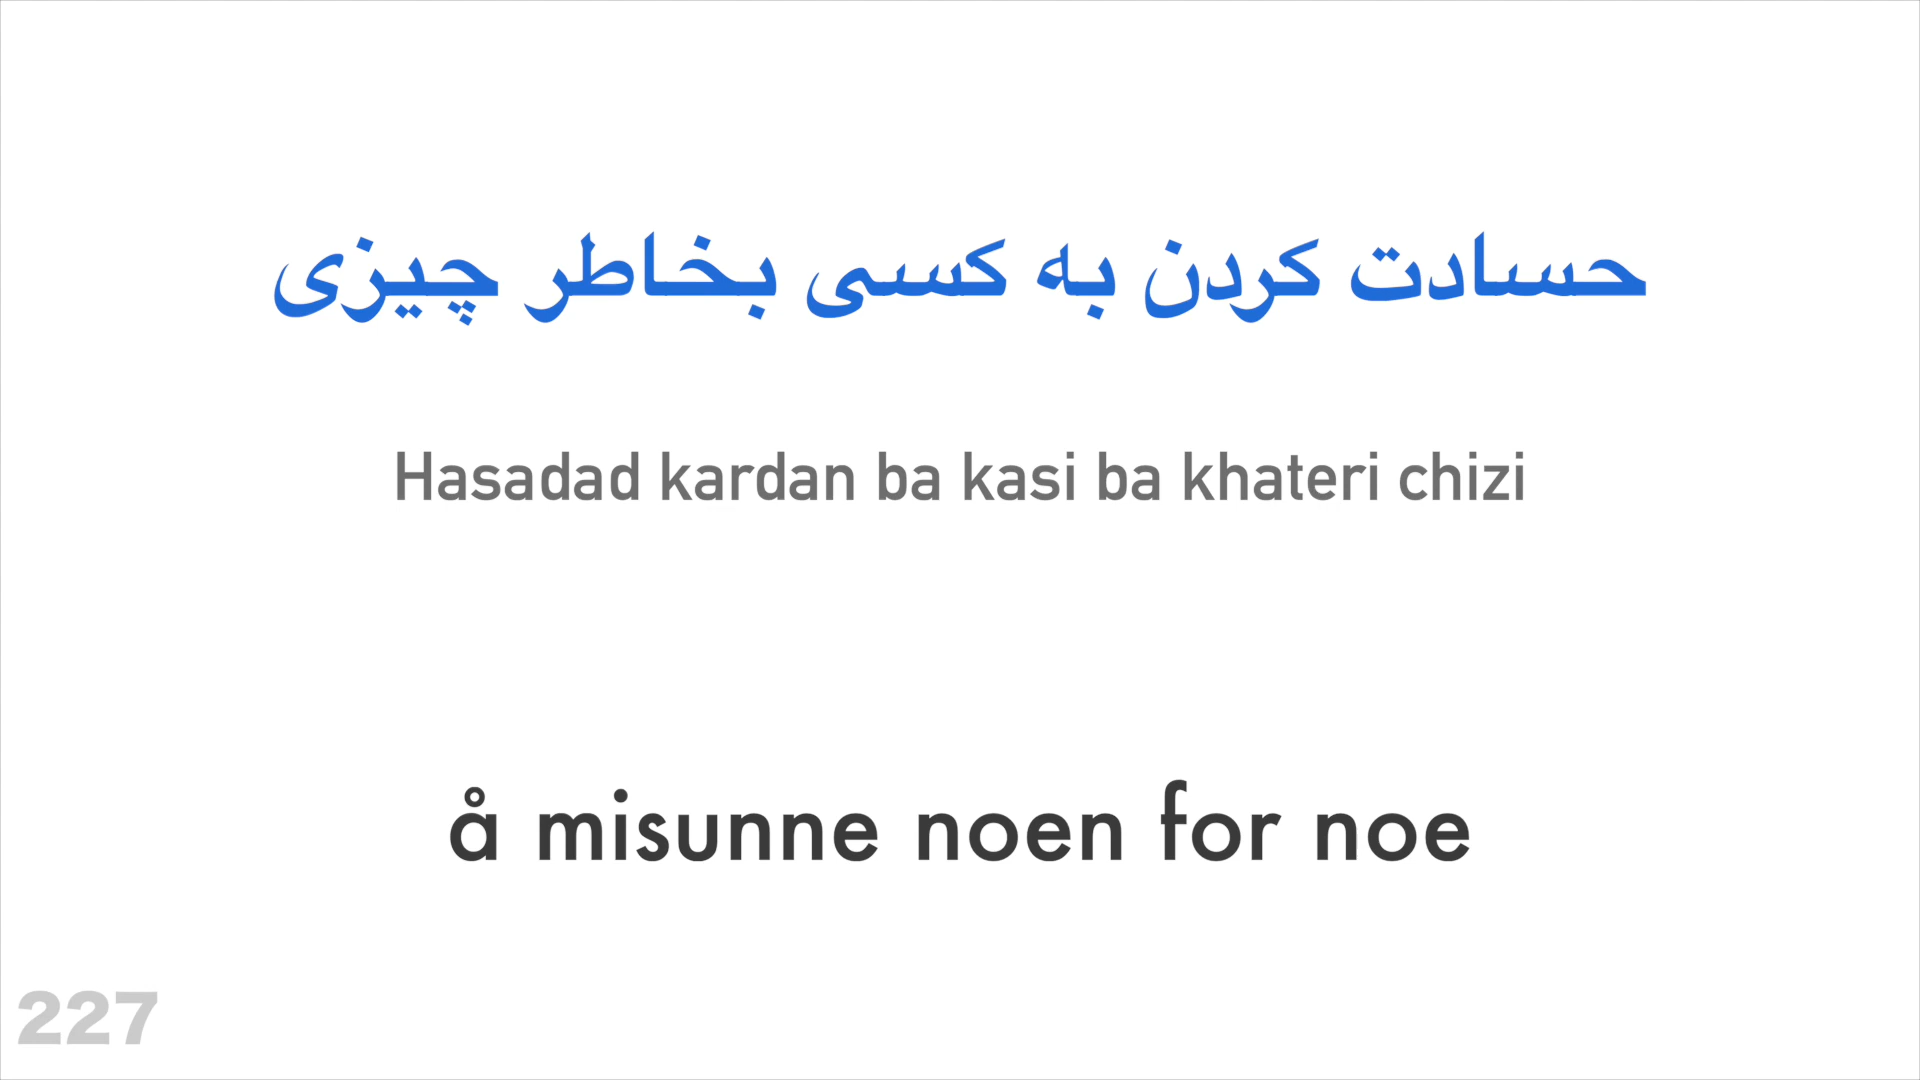 حسادت کردن به کسی بخاطر چیزی
Hasadad kardan ba kasi ba khateri chizi
å misunne noen for noe
227